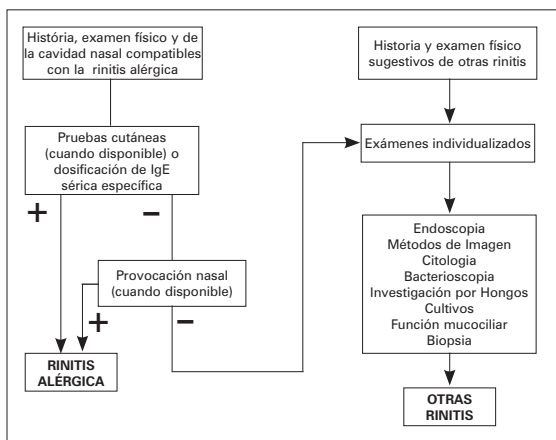 História, examen físico y de
la cavidad nasal compatibles
con la rinitis alérgica
Pruebas cutáneas
(cuando disponible) o
dosificación de IgE
sérica específica
+
−
Provocación nasal
(cuando disponible)
+
−
RINITIS
ALÉRGICA
Historia y examen físico
sugestivos de otras rinitis
Exámenes individualizados
Endoscopia
Métodos de Imagen
Citologia
Bacterioscopia
Investigación por Hongos
Cultivos
Función mucociliar
Biopsia
OTRAS
RINITIS